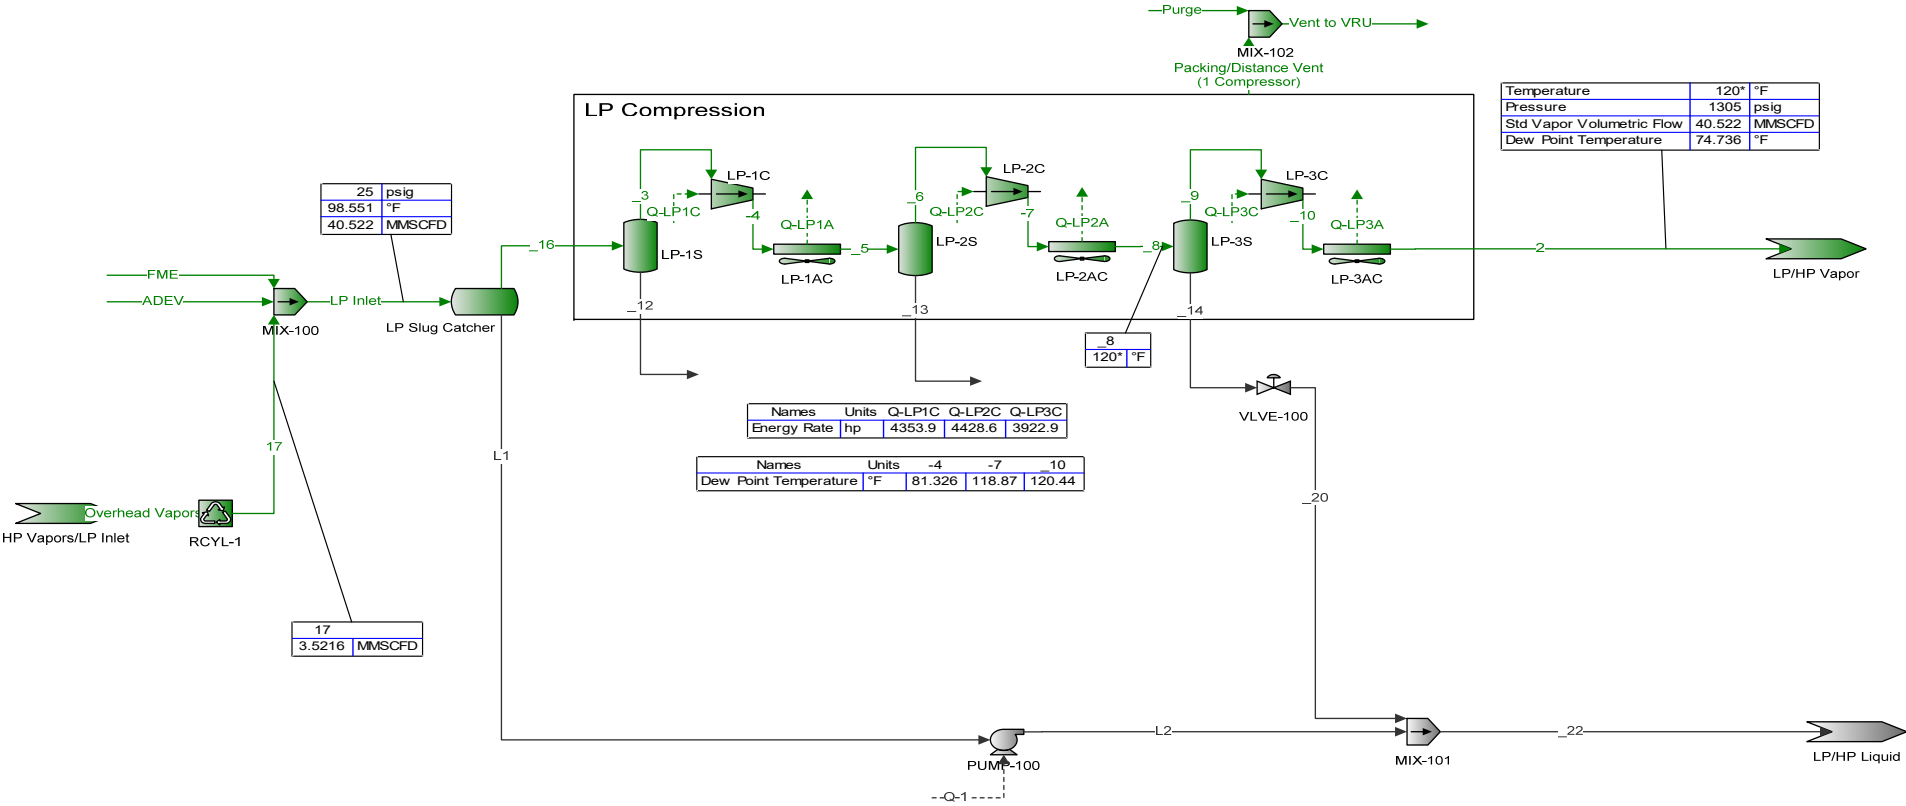 Purge
Vent to VRU
MIX-102
Packing/Distance Vent
(1 Compressor)
Temperature 120* °F
Pressure 1305 psig
Std Vapor Volumetric Flow 40.522 MMSCFD
Dew Point Temperature 74.736 °F
LP Compression
LP-1C
LP-2C
LP-3C
25 psig
98.551 °F
40.522 MMSCFD
_3
_6
_9
Q-LP1C
-4
Q-LP1A
Q-LP2C
-7
Q-LP2A
Q-LP3C
_10
Q-LP3A
_16
LP-1S
_5
LP-2S
_8
LP-3S
2
LP-1AC
LP-2AC
LP-3AC
LP/HP Vapor
FME
ADEV
LP Inlet
MIX-100
LP Slug Catcher
_12
_13
_14
_8
120* °F
VLVE-100
Names Units Q-LP1C Q-LP2C Q-LP3C
Energy Rate hp 4353.9 4428.6 3922.9
17
L1
Names Units -4 -7 _10
Dew Point Temperature °F 81.326 118.87 120.44
_20
Overhead Vapors
HP Vapors/LP Inlet
RCYL-1
17
3.5216 MMSCFD
L2
_22
PUMP-100
MIX-101
LP/HP Liquid
Q-1